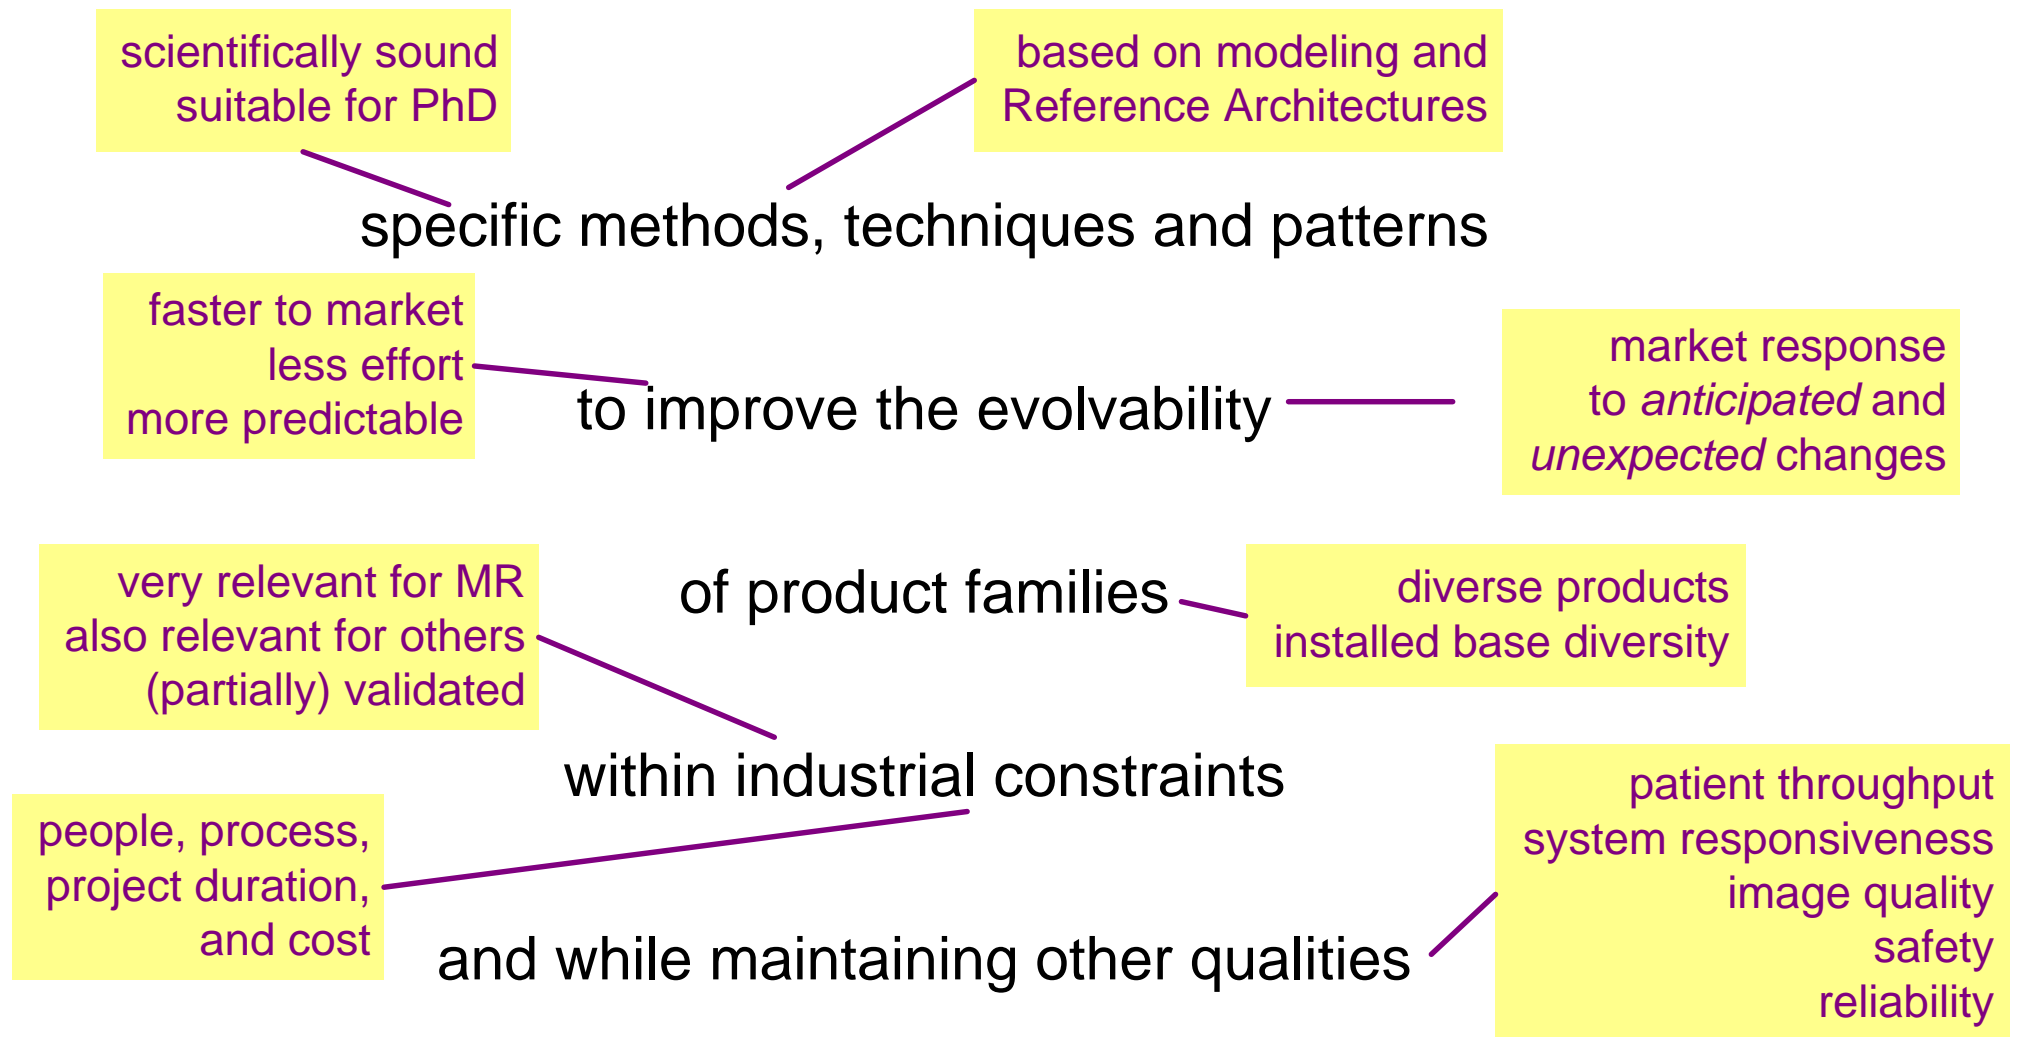 scientifically sound
suitable for PhD
based on modeling and
Reference Architectures
specific methods, techniques and patterns
faster to market
less effort
more predictable
to improve the evolvability
market response
to anticipated and
unexpected changes
very relevant for MR
also relevant for others
(partially) validated
of product families
diverse products
installed base diversity
within industrial constraints
people, process,
project duration,
and cost
and while maintaining other qualities
patient throughput
system responsiveness
image quality
safety
reliability